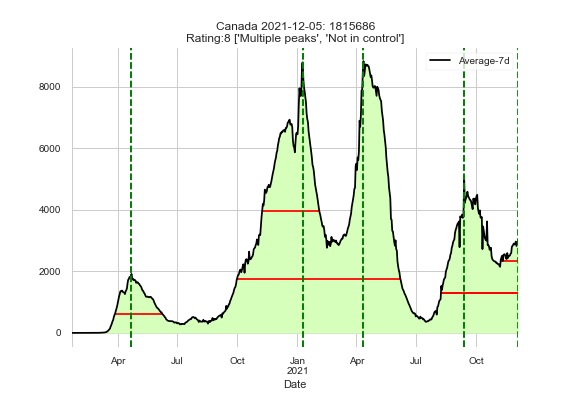 Canada 2021-12-05: 1815686
Rating:8 ['Multiple peaks', 'Not in control']
Average-7d
8000
6000
4000
2000
0
Apr
Jul
Oct
Jan
2021
Apr
Jul
Oct
Date